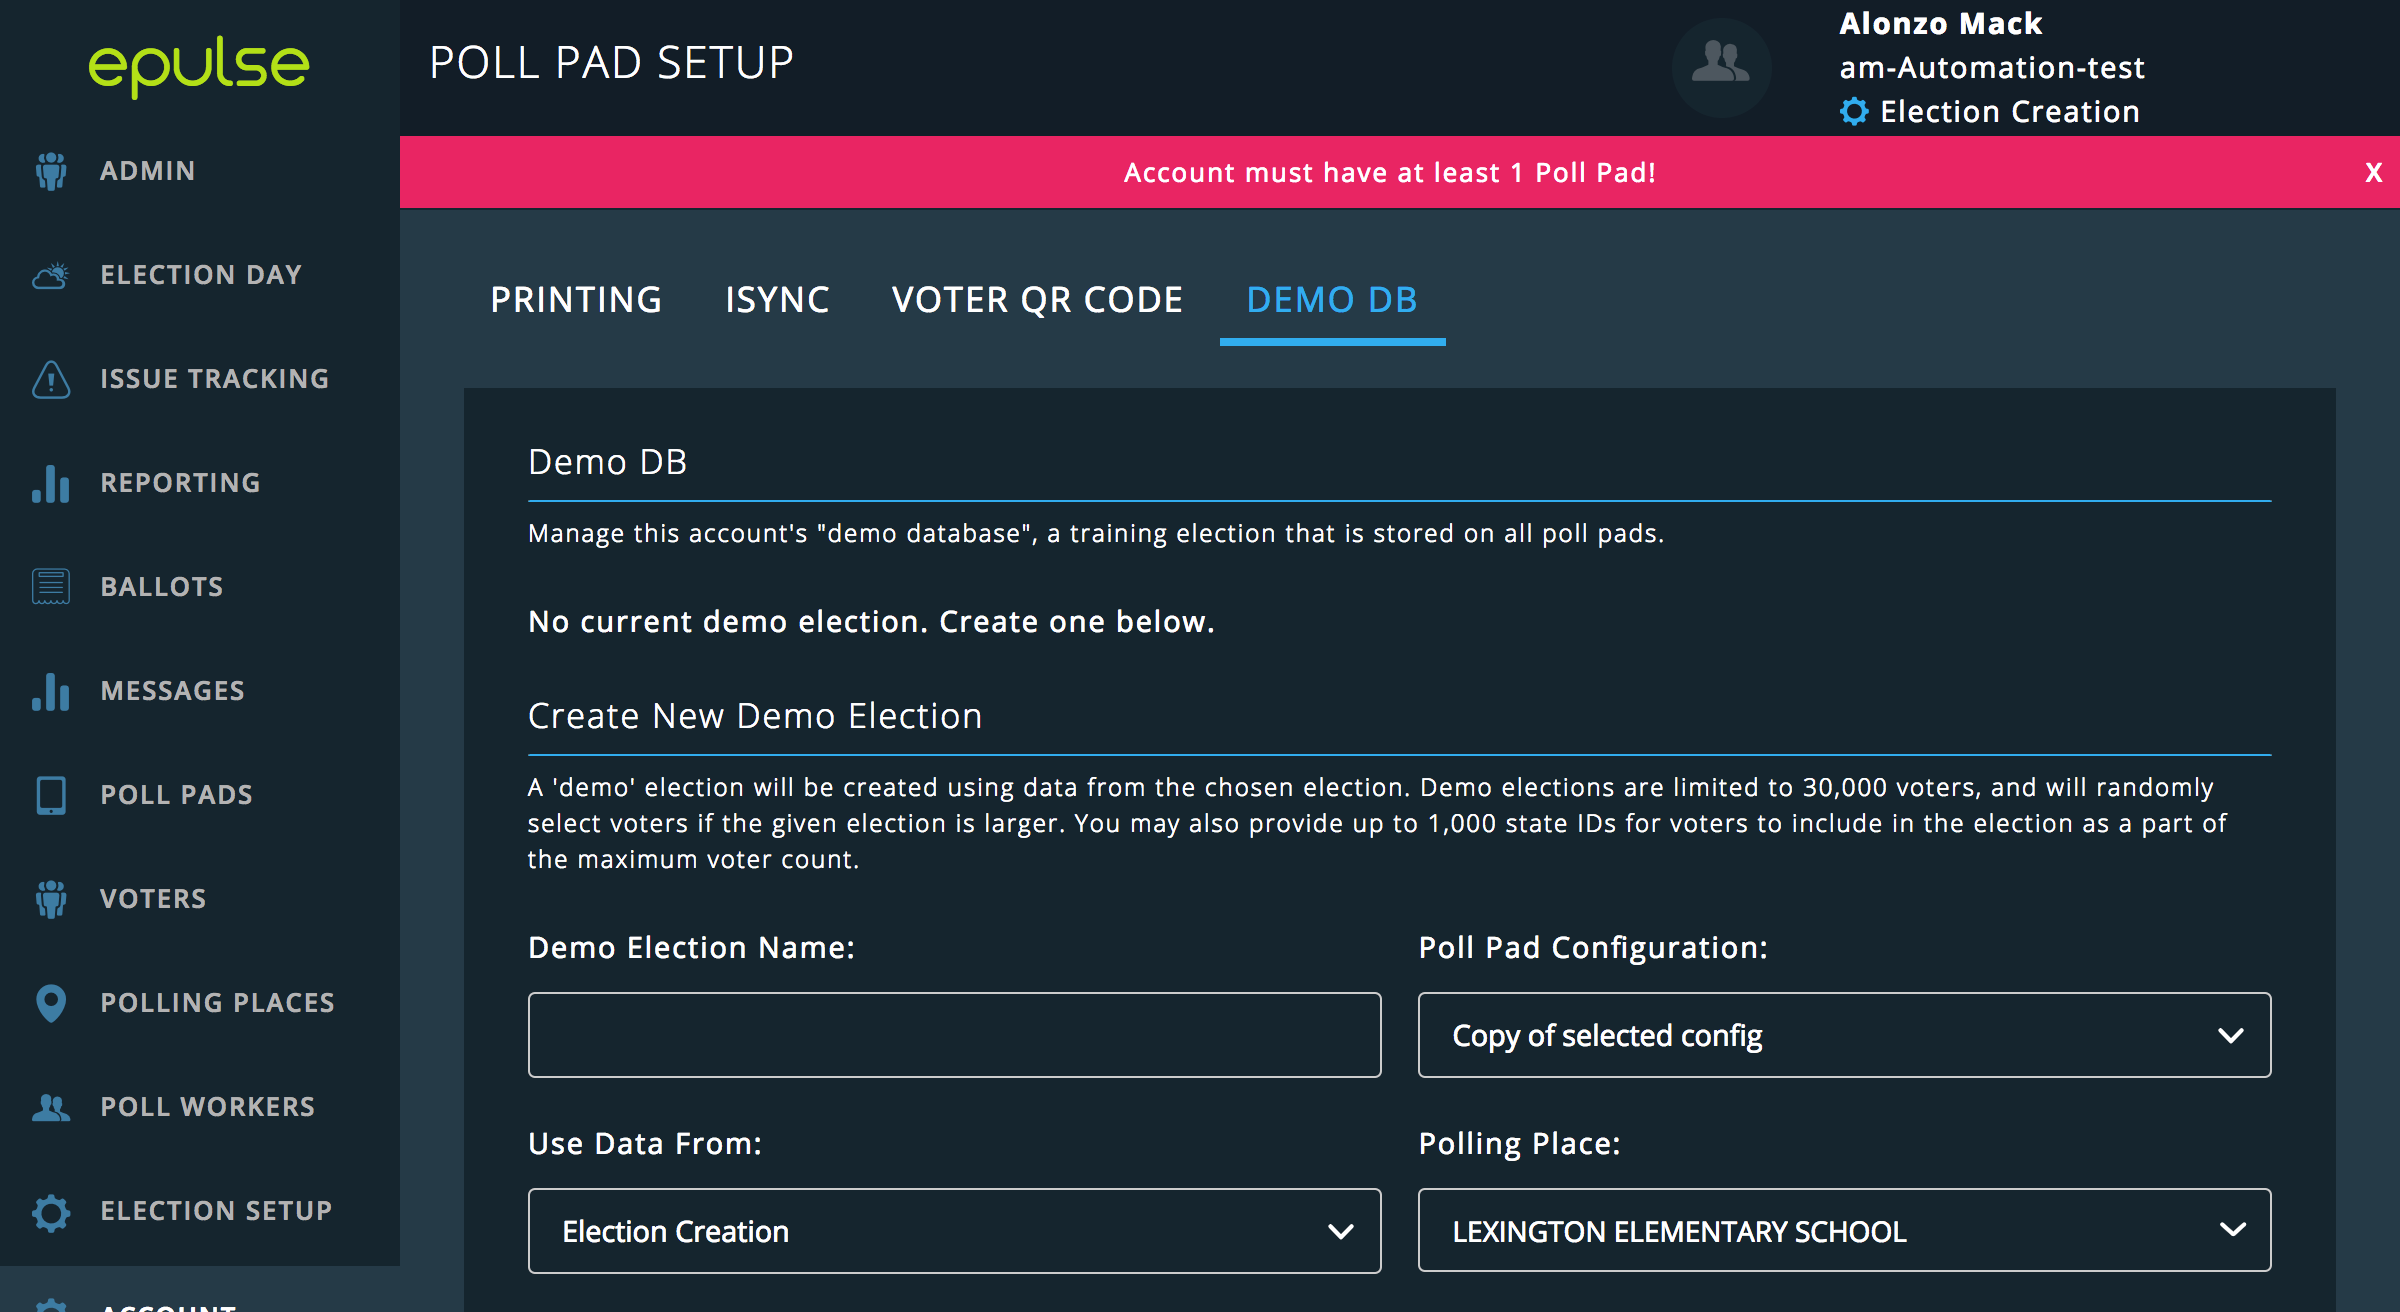 epulse
POLL PAD SETUP
Alonzo Mack
am-Automation-test
Election Creation
Account must have at least 1 Poll Pad!
X
ADMIN
ELECTION DAY
ISSUE TRACKING
REPORTING
BALLOTS
MESSAGES
POLL PADS
VOTERS
POLLING PLACES
POLL WORKERS
ELECTION SETUP
ACCOUNT
PRINTING ISYNC VOTER QR CODE DEMO DB
Demo DB
Manage this account's "demo database", a training election that is stored on all poll pads.
No current demo election. Create one below.
Create New Demo Election
A 'demo' election will be created using data from the chosen election. Demo elections are limited to 30,000 voters, and will randomly
select voters if the given election is larger. You may also provide up to 1,000 state IDs for voters to include in the election as a part of
the maximum voter count.
Demo Election Name:
Poll Pad Configuration:
Copy of selected config
Use Data From:
Election Creation
Polling Place:
LEXINGTON ELEMENTARY SCHOOL